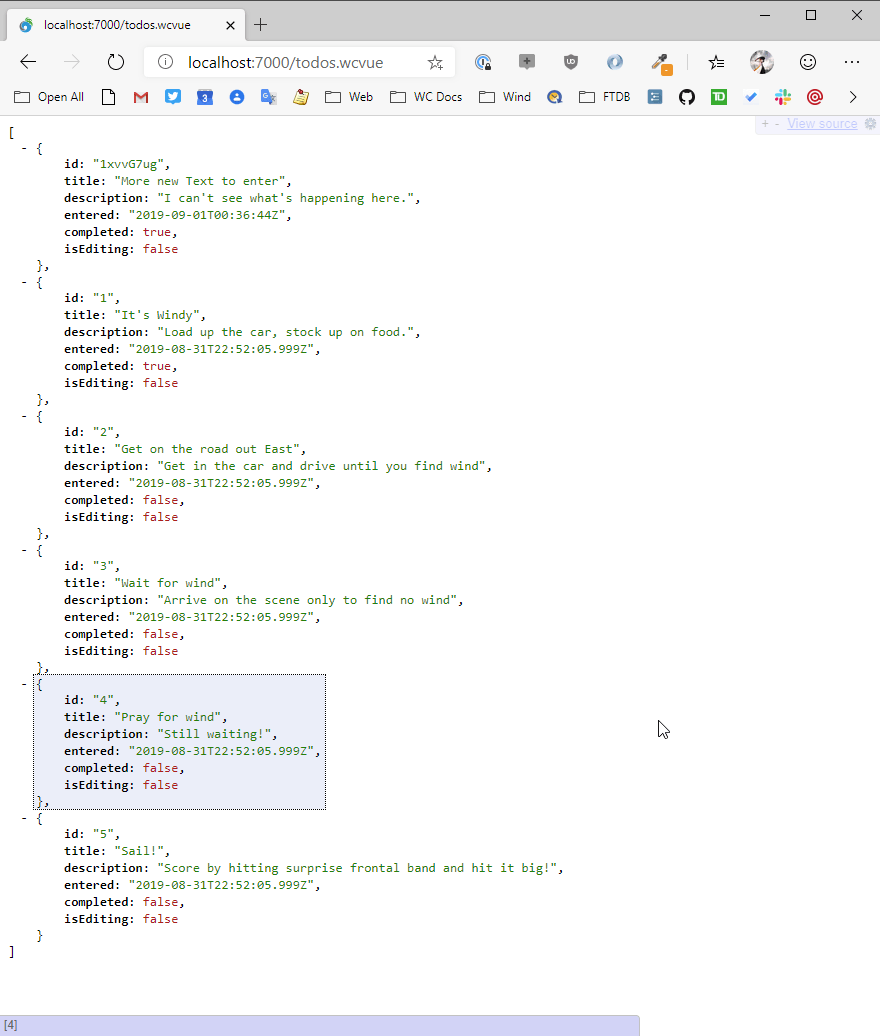 localhost:7000/todos.wcvue
localhost:7000/todos.wcvue
Open All 3 Web WC Docs Wind FTDB TD
+ - View source
[
- {
id: "1xvvG7ug",
title: "More new Text to enter",
description: "I can't see what's happening here.",
entered: "2019-09-01T00:36:44Z",
completed: true,
isEditing: false
},
- {
id: "1",
title: "It's Windy",
description: "Load up the car, stock up on food.",
entered: "2019-08-31T22:52:05.999Z",
completed: true,
isEditing: false
},
- {
id: "2",
title: "Get on the road out East",
description: "Get in the car and drive until you find wind",
entered: "2019-08-31T22:52:05.999Z",
completed: false,
isEditing: false
},
- {
id: "3",
title: "Wait for wind",
description: "Arrive on the scene only to find no wind",
entered: "2019-08-31T22:52:05.999Z",
completed: false,
isEditing: false
},
- {
id: "4",
title: "Pray for wind",
description: "Still waiting!",
entered: "2019-08-31T22:52:05.999Z",
completed: false,
isEditing: false
},
- {
id: "5",
title: "Sail!",
description: "Score by hitting surprise frontal band and hit it big!",
entered: "2019-08-31T22:52:05.999Z",
completed: false,
isEditing: false
}
]
[4]